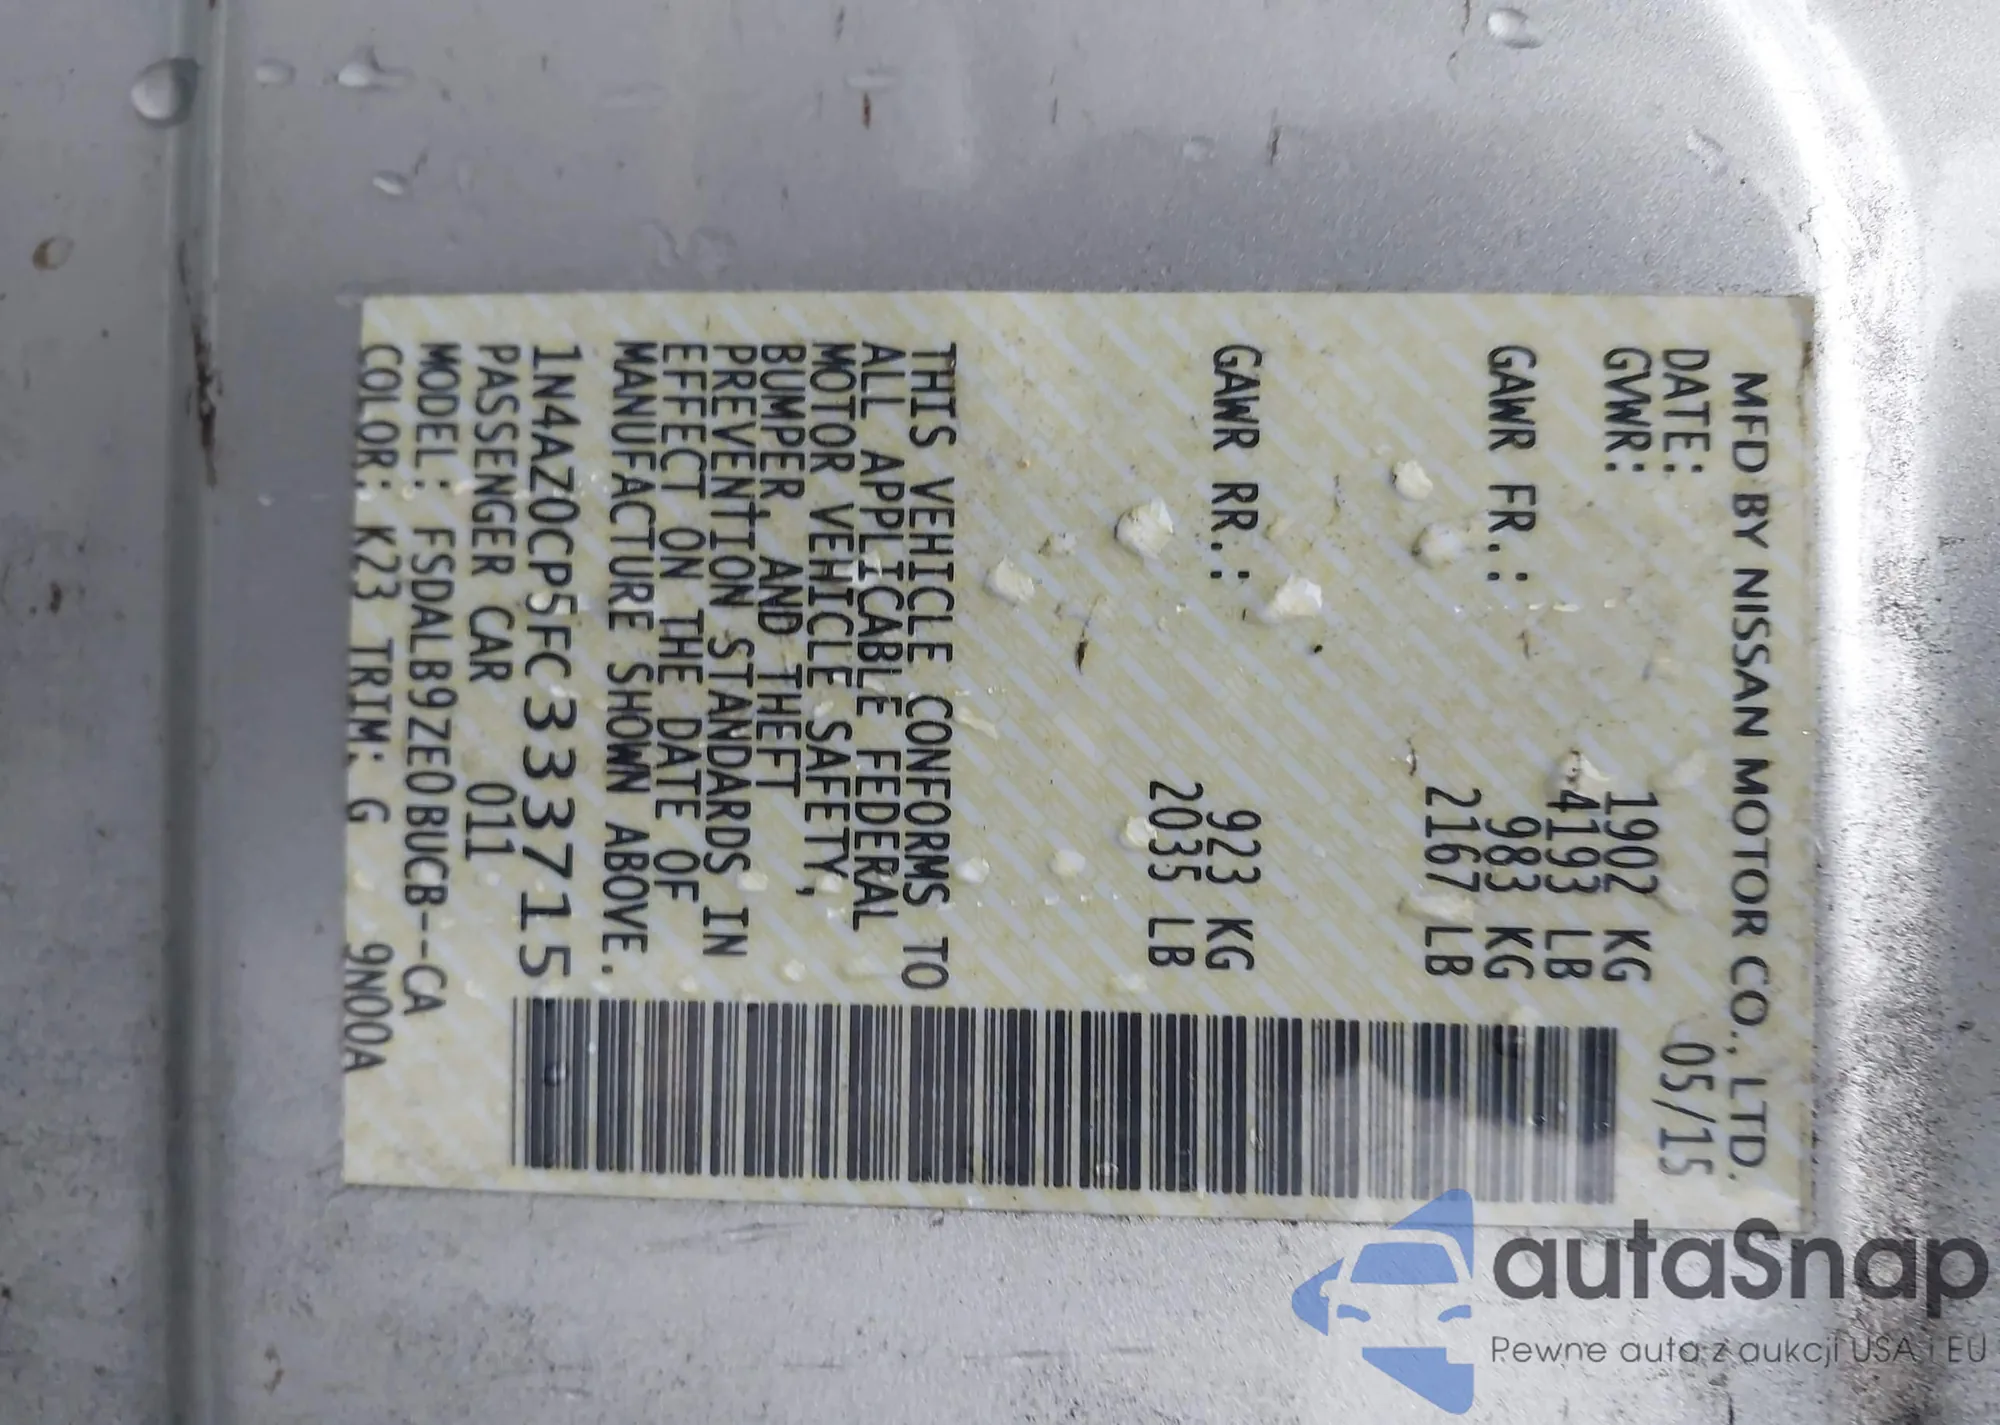 MFD BY NISSAN MOTOR CO., LTD.
DATE: 05/15
GVWR: 1902 KG
4193 LB
GAWR FR.: 983 KG
2167 LB
GAWR RR.: 923 KG
2035 LB
THIS VEHICLE CONFORMS TO
ALL APPLICABLE FEDERAL
MOTOR VEHICLE SAFETY,
BUMPER, AND THEFT
PREVENTION STANDARDS IN
EFFECT ON THE DATE OF
MANUFACTURE SHOWN ABOVE.
1N4AZ0CP5FC333715
PASSENGER CAR 011
MODEL: FSDALB9ZE0BUCB--CA
COLOR: K23 TRIM: G 9N00A
autaSnap
Pewne auta z aukcji USA i EU